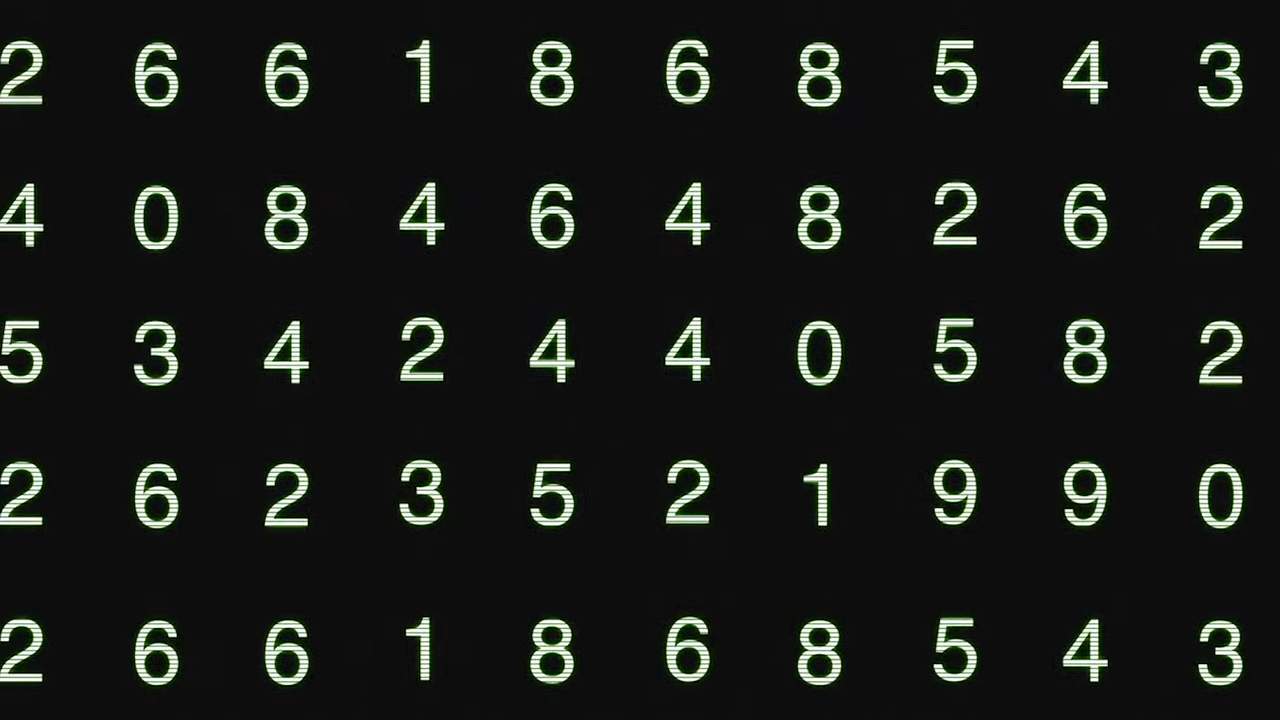 2 6 6 1 8 6 8 5 4 3
4 0 8 4 6 4 8 2 6 2
5 3 4 2 4 4 0 5 8 2
2 6 2 3 5 2 1 9 9 0
2 6 6 1 8 6 8 5 4 3